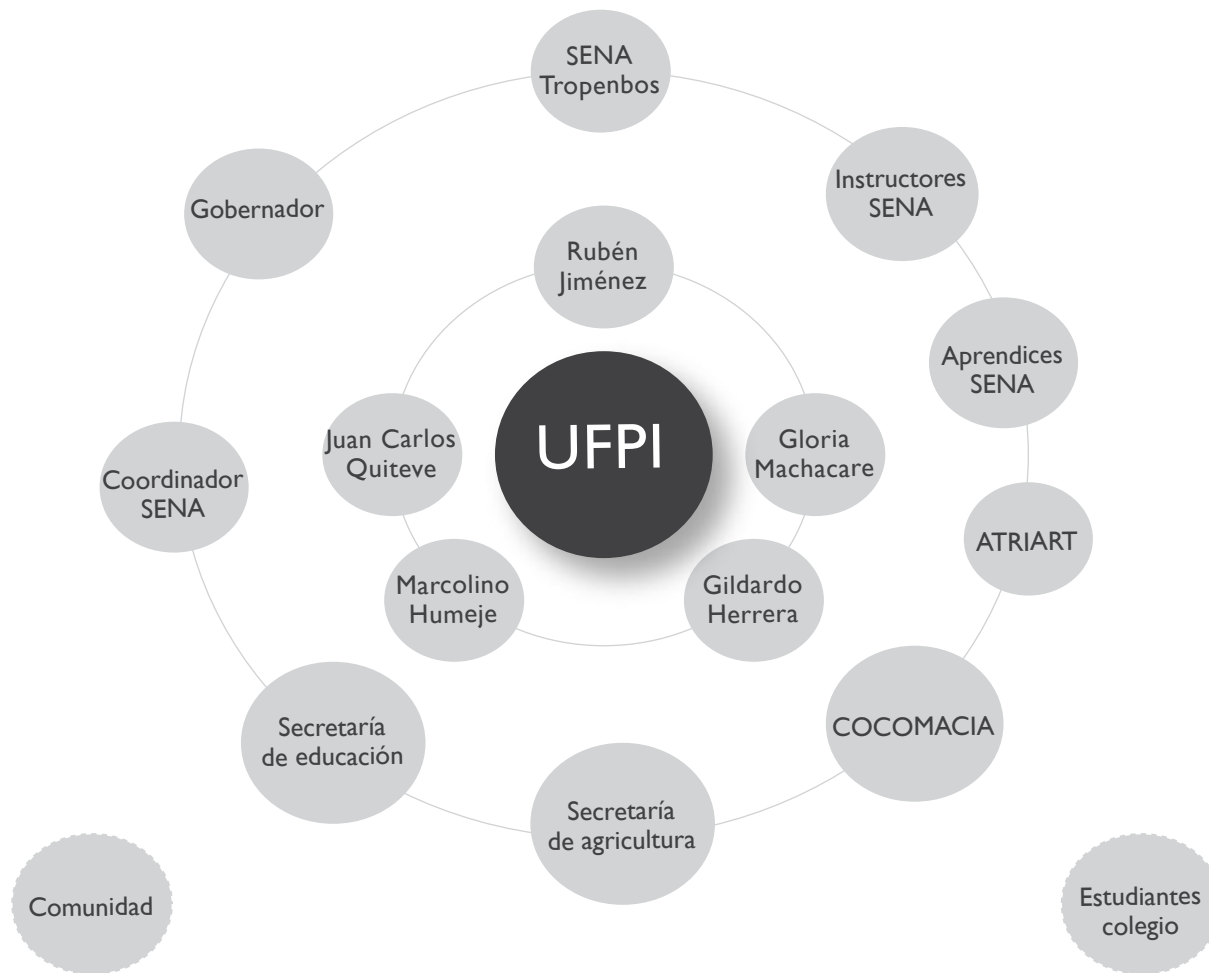 SENA
Tropenbos
Instructores
SENA
Gobernador
Rubén
Jiménez
Aprendices
SENA
Juan Carlos
Quiteve
UFPI
Gloria
Machacare
Coordinador
SENA
ATRIART
Marcolino
Humeje
Gildardo
Herrera
Secretaría
de educación
COCOMACIA
Secretaría
de agricultura
Comunidad
Estudiantes
colegio